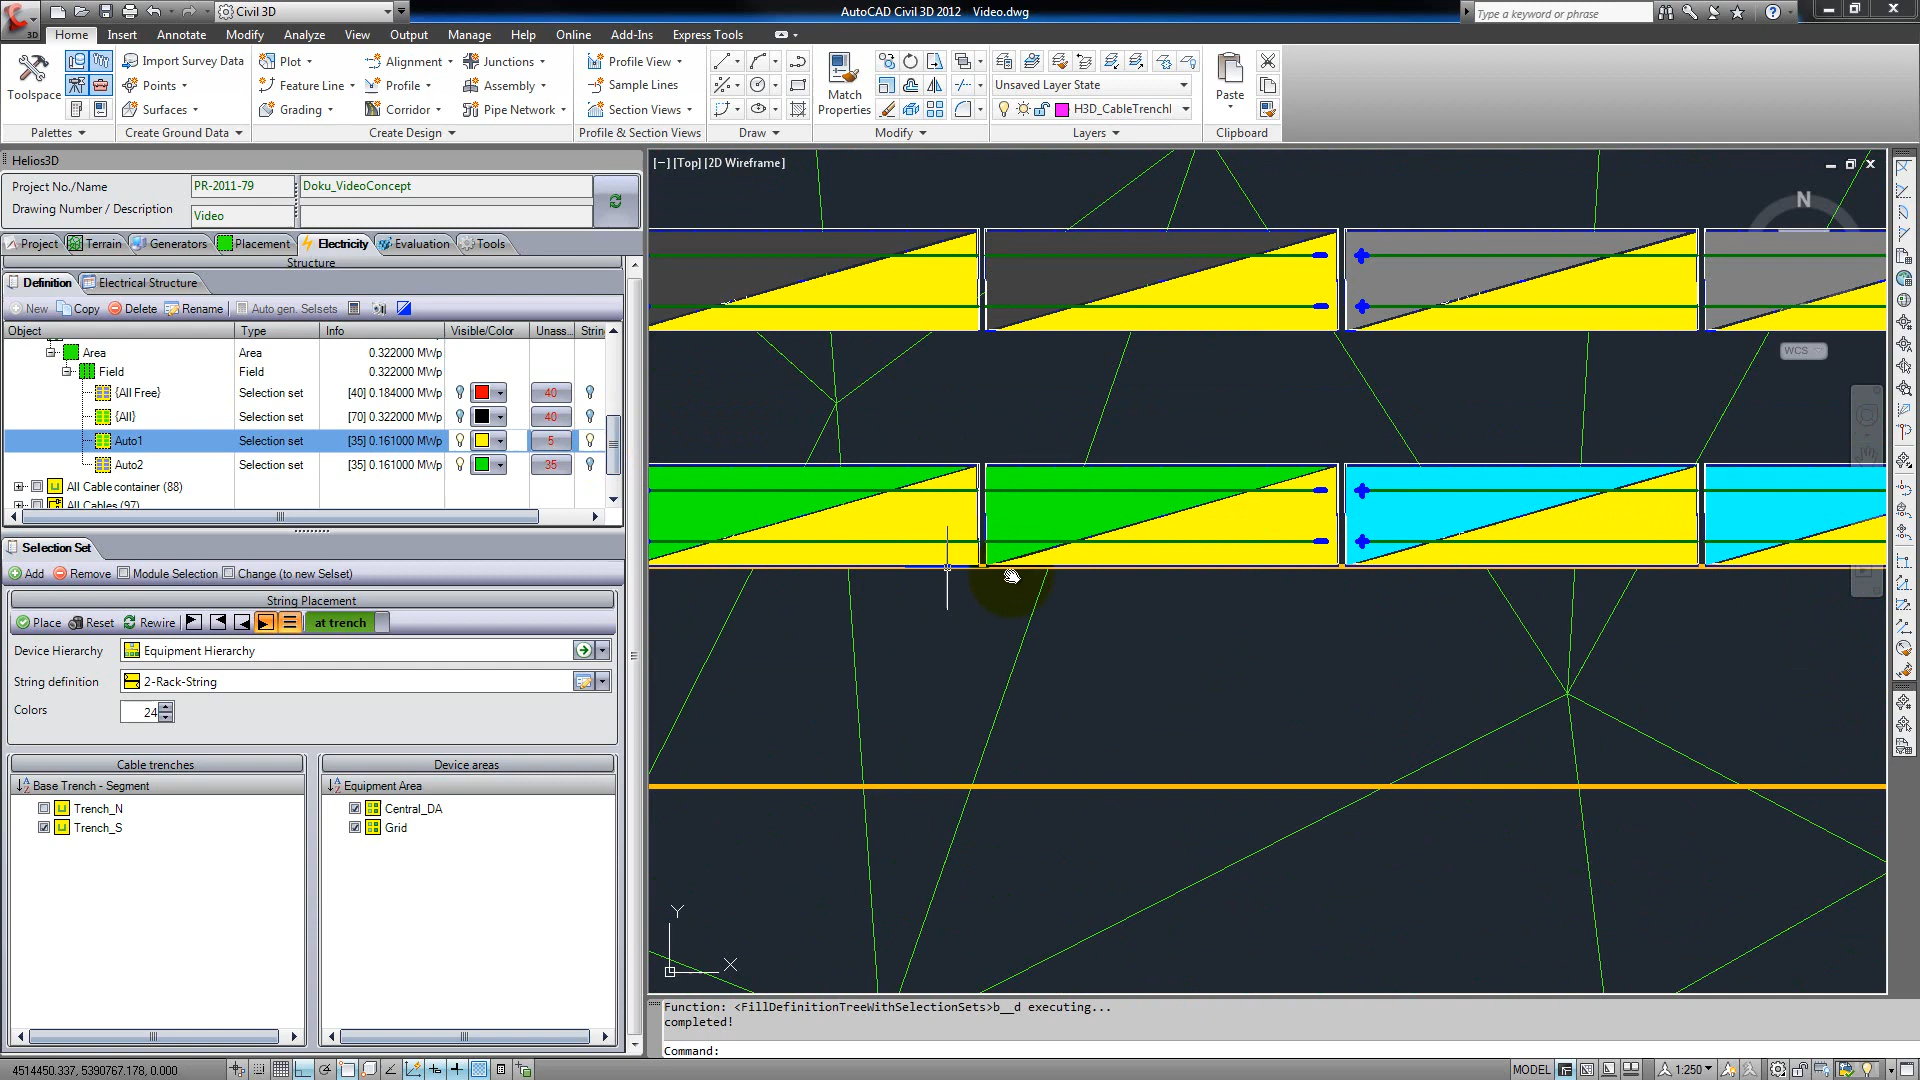 Civil 3D
AutoCAD Civil 3D 2012 Video.dwg
Type a keyword or phrase
3D
Home Insert Annotate Modify Analyze View Output Manage Help Online Add-Ins Express Tools
Toolspace
Import Survey Data
Points
Surfaces
Plot
Feature Line
Grading
Alignment
Profile
Corridor
Junctions
Assembly
Pipe Network
Profile View
Sample Lines
Section Views
Match
Properties
Unsaved Layer State
H3D_CableTrenchI
Paste
Palettes
Create Ground Data
Create Design
Profile & Section Views
Draw
Modify
Layers
Clipboard
Helios3D
Project No./Name PR-2011-79 Doku_VideoConcept
Drawing Number / Description Video
Project Terrain Generators Placement Electricity Evaluation Tools
Structure
Definition Electrical Structure
New Copy Delete Rename Auto gen. Selsets
Object Type Info Visible/Color Unass... Strin
Area Area 0.322000 MWp
Field Field 0.322000 MWp
{All Free} Selection set [40] 0.184000 MWp 40
{All} Selection set [70] 0.322000 MWp 40
Auto1 Selection set [35] 0.161000 MWp 5
Auto2 Selection set [35] 0.161000 MWp 35
All Cable container (88)
All Cables (97)
Selection Set
Add Remove Module Selection Change (to new Selset)
String Placement
Place Reset Rewire at trench
Device Hierarchy Equipment Hierarchy
String definition 2-Rack-String
Colors 24
Cable trenches
Base Trench - Segment
Trench_N
Trench_S
Device areas
Equipment Area
Central_DA
Grid
[−] [Top] [2D Wireframe]
N
WCS
Y
X
Function: <FillDefinitionTreeWithSelectionSets>b__d executing...
completed!
Command:
4514450.337, 5390767.178, 0.000
MODEL 1:250